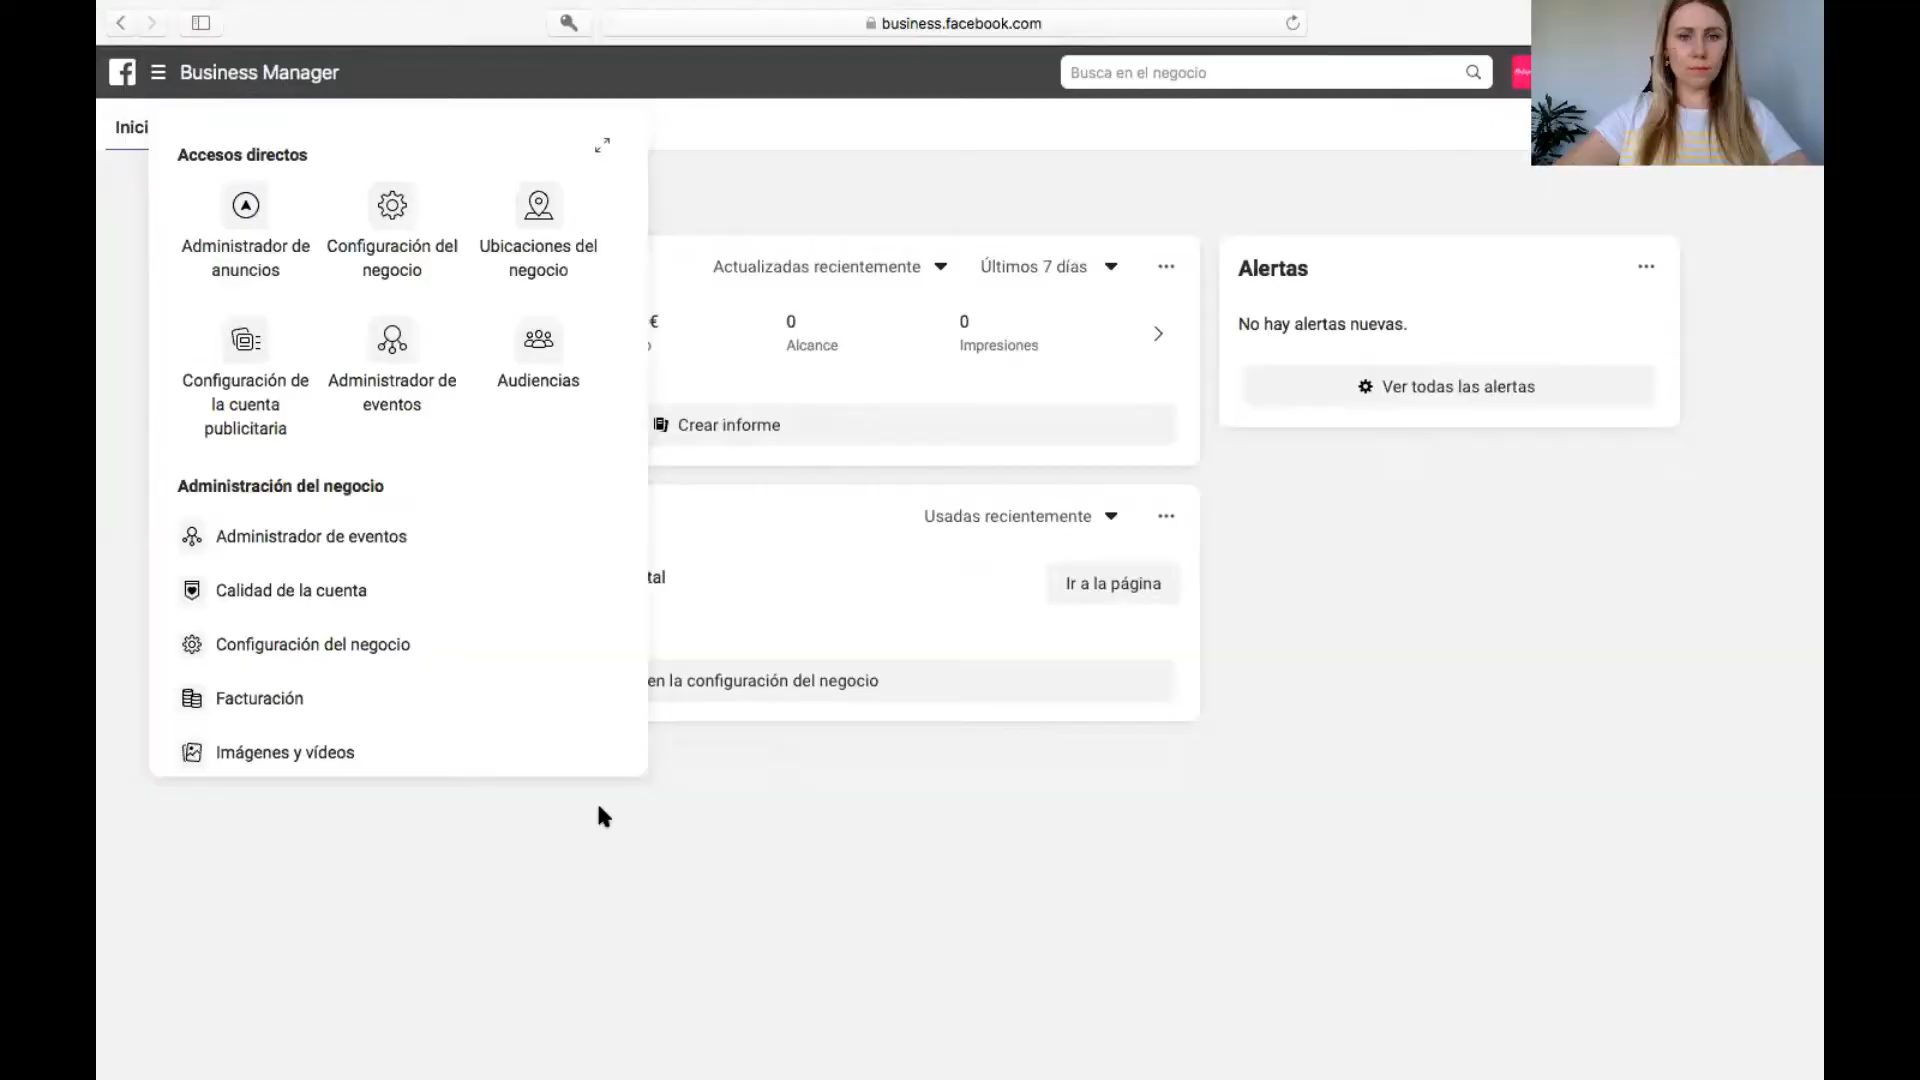 business.facebook.com
Business Manager
Busca en el negocio
Inici
Accesos directos
Administrador de
anuncios
Configuración del
negocio
Ubicaciones del
negocio
Configuración de
la cuenta
publicitaria
Administrador de
eventos
Audiencias
Administración del negocio
Administrador de eventos
Calidad de la cuenta
Configuración del negocio
Facturación
Imágenes y vídeos
Actualizadas recientemente
Últimos 7 días
€
0
0
Alcance
Impresiones
Crear informe
Usadas recientemente
tal
Ir a la página
en la configuración del negocio
Alertas
No hay alertas nuevas.
Ver todas las alertas